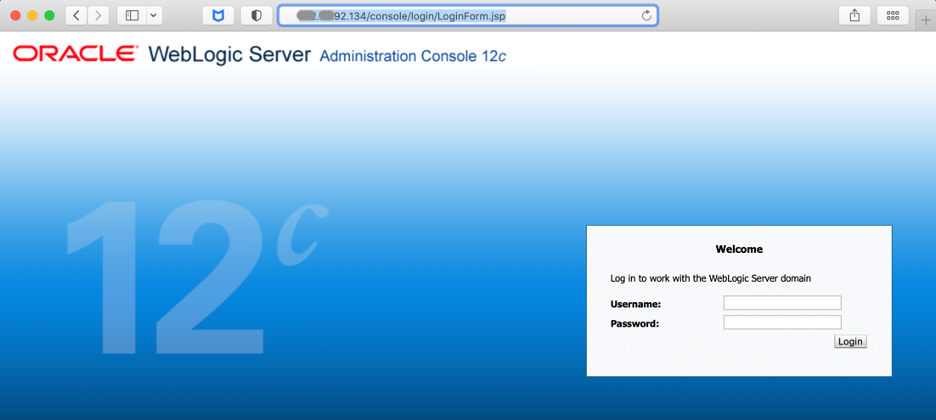 92.134/console/login/LoginForm.jsp
ORACLE WebLogic Server Administration Console 12c
12c
Welcome
Log in to work with the WebLogic Server domain
Username:
Password:
Login